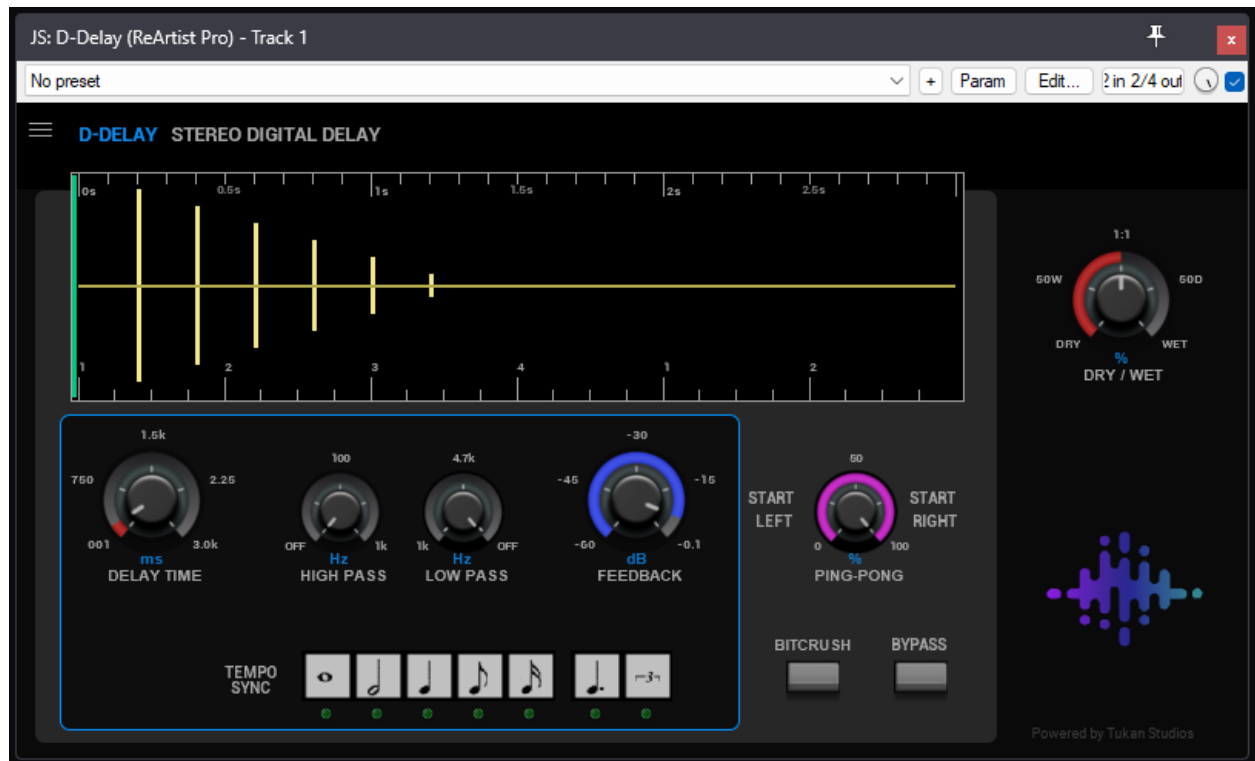 JS: D-Delay (ReArtist Pro) - Track 1
x
No preset
+
Param
Edit...
2 in 2/4 out
D-DELAY STEREO DIGITAL DELAY
0s 0.5s 1s 1.5s 2s 2.5s
1 2 3 4 1 2
1:1
50W 50D
DRY WET
%
DRY / WET
1.5k
750 2.25
001 3.0k
ms
DELAY TIME
100
OFF 1k
Hz
HIGH PASS
4.7k
1k OFF
Hz
LOW PASS
-30
-45 -15
-60 -0.1
dB
FEEDBACK
50
START LEFT
START RIGHT
0 100
%
PING-PONG
TEMPO
SYNC
3
BITCRUSH
BYPASS
Powered by Tukan Studios